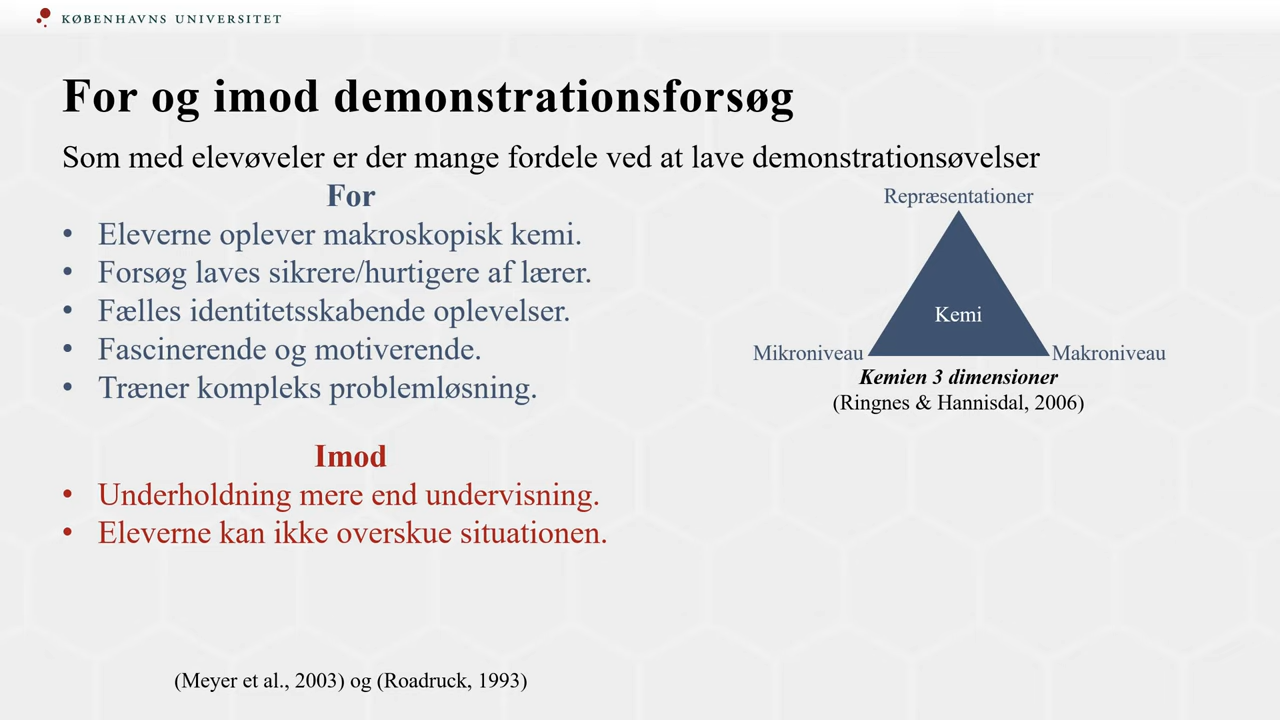 KØBENHAVNS UNIVERSITET
For og imod demonstrationsforsøg
Som med elevøveler er der mange fordele ved at lave demonstrationsøvelser
For
• Eleverne oplever makroskopisk kemi.
• Forsøg laves sikrere/hurtigere af lærer.
• Fælles identitetsskabende oplevelser.
• Fascinerende og motiverende.
• Træner kompleks problemløsning.
Imod
• Underholdning mere end undervisning.
• Eleverne kan ikke overskue situationen.
(Meyer et al., 2003) og (Roadruck, 1993)
Repræsentationer
Kemi
Mikroniveau
Makroniveau
Kemien 3 dimensioner
(Ringnes & Hannisdal, 2006)